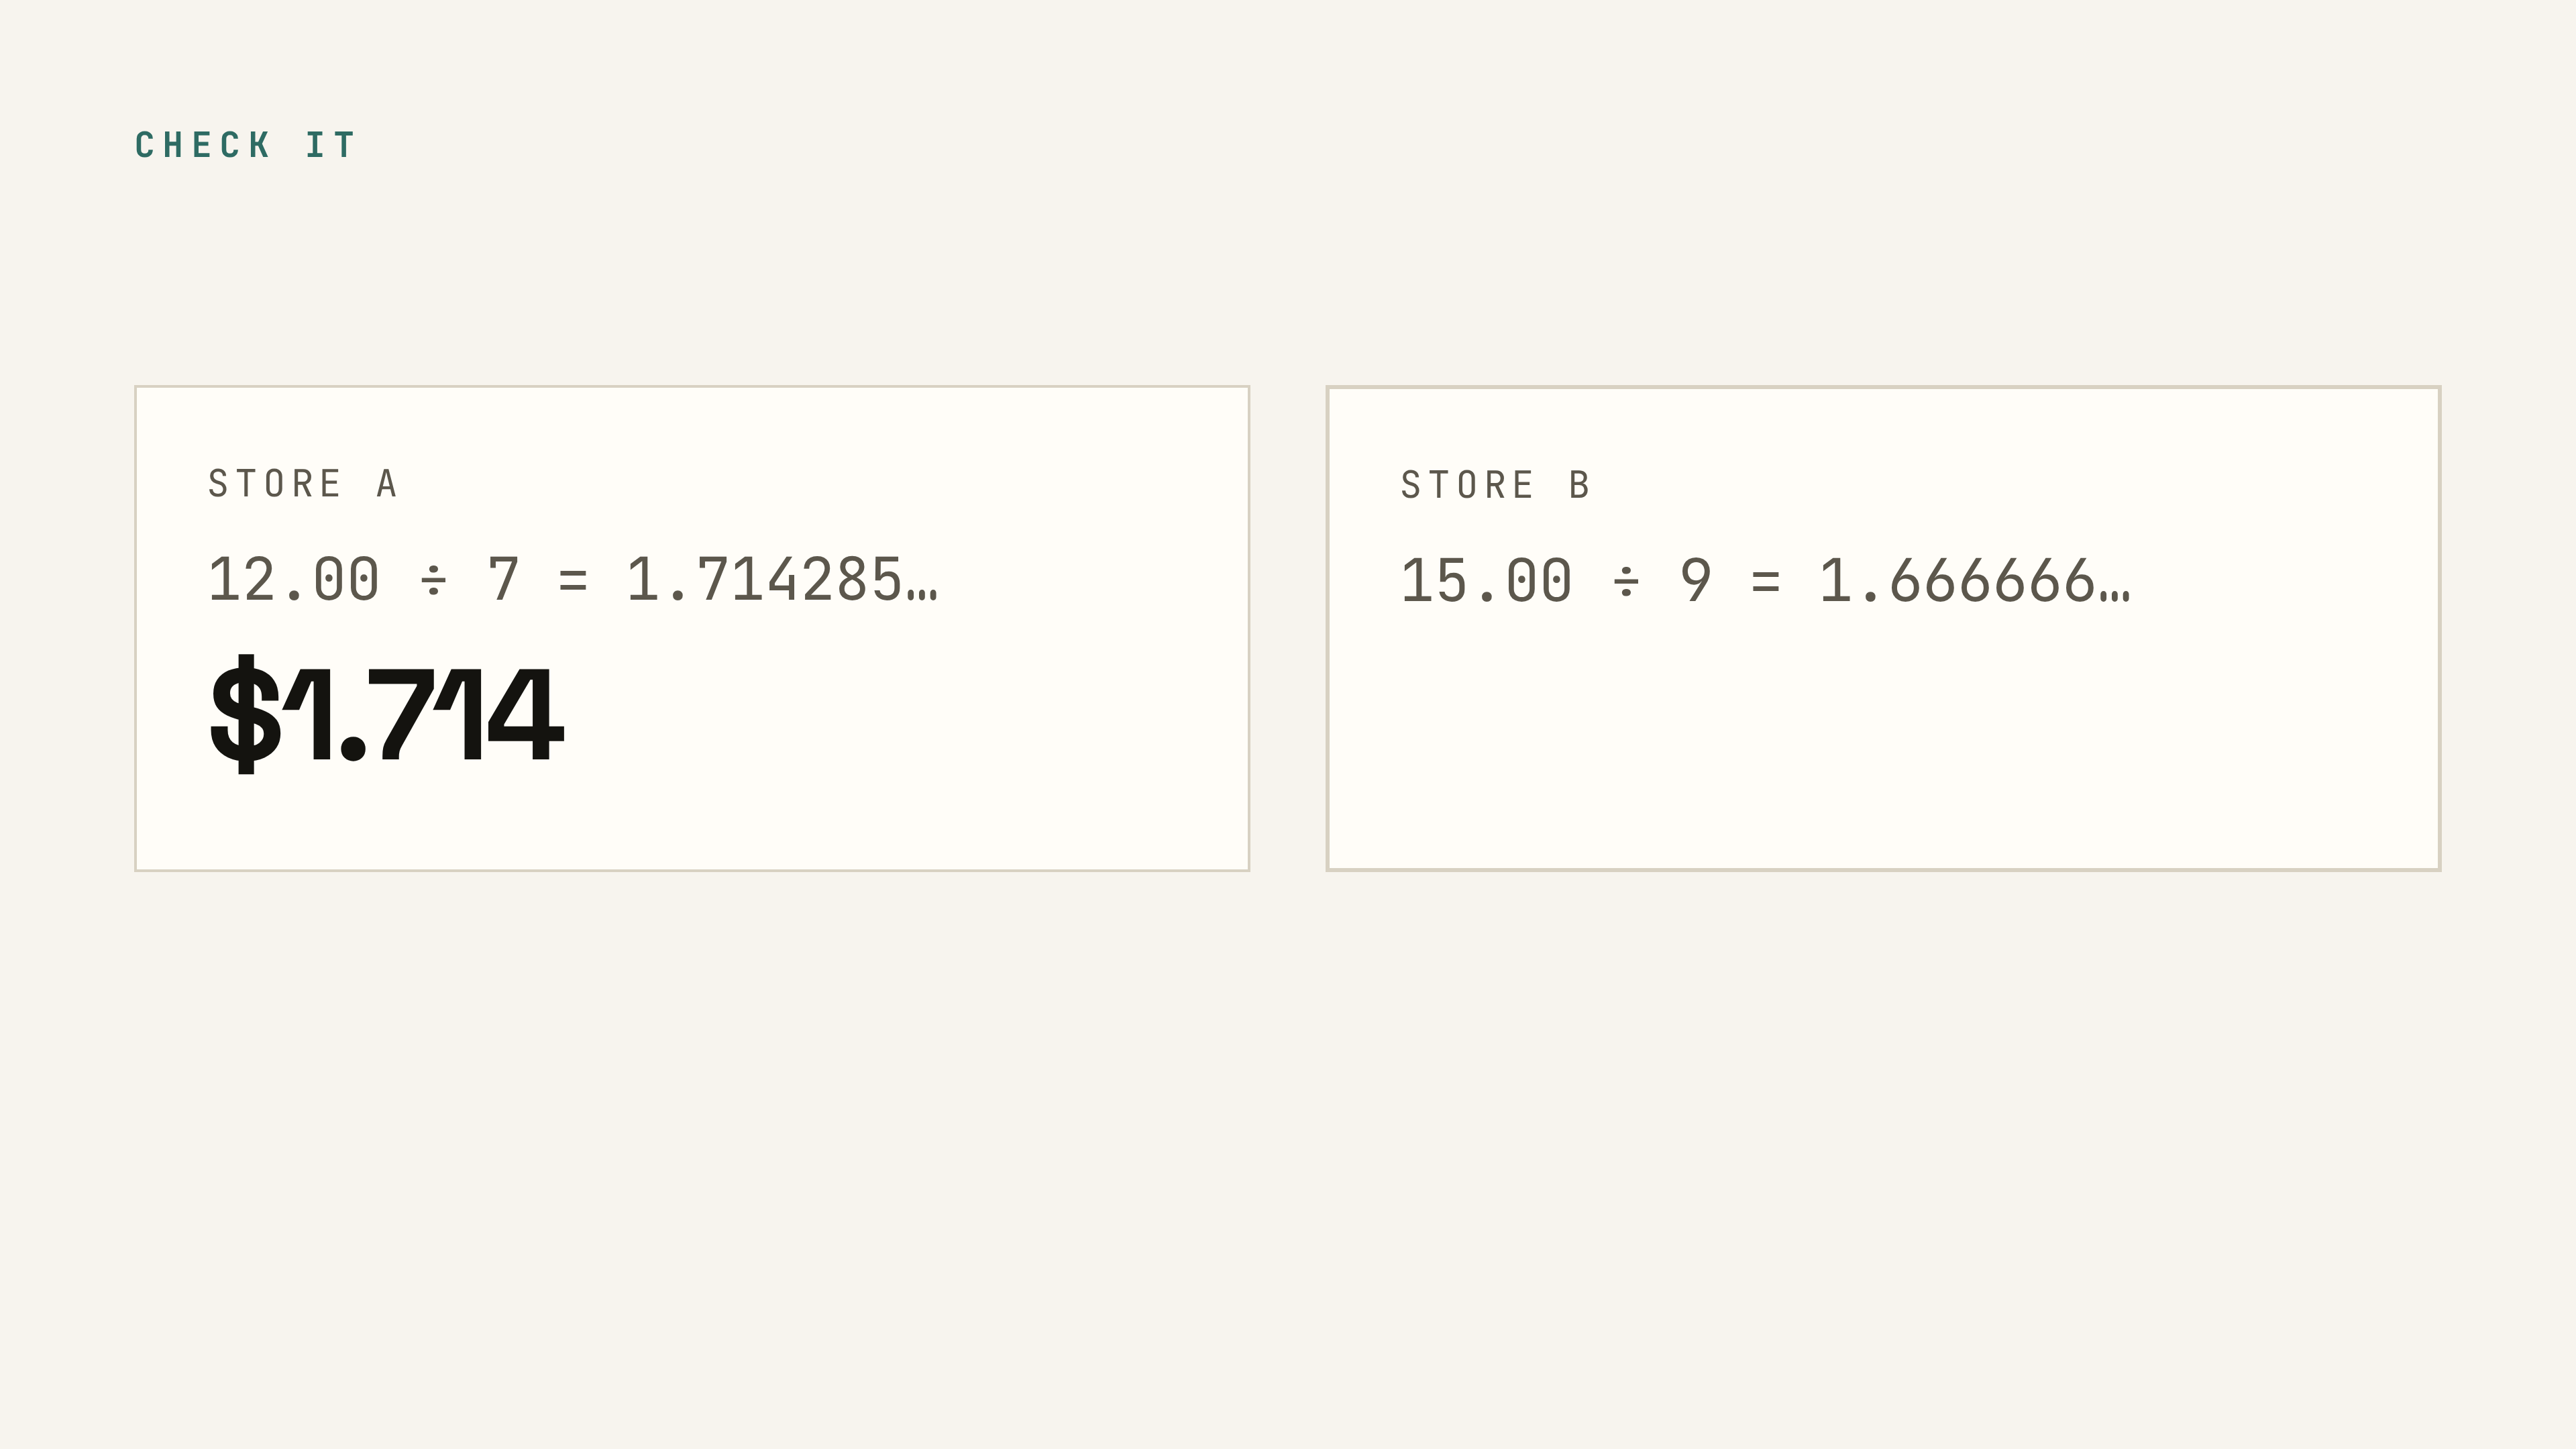 CHECK IT
STORE A
12.00 ÷ 7 = 1.714285…
$1.714
STORE B
15.00 ÷ 9 = 1.666666…